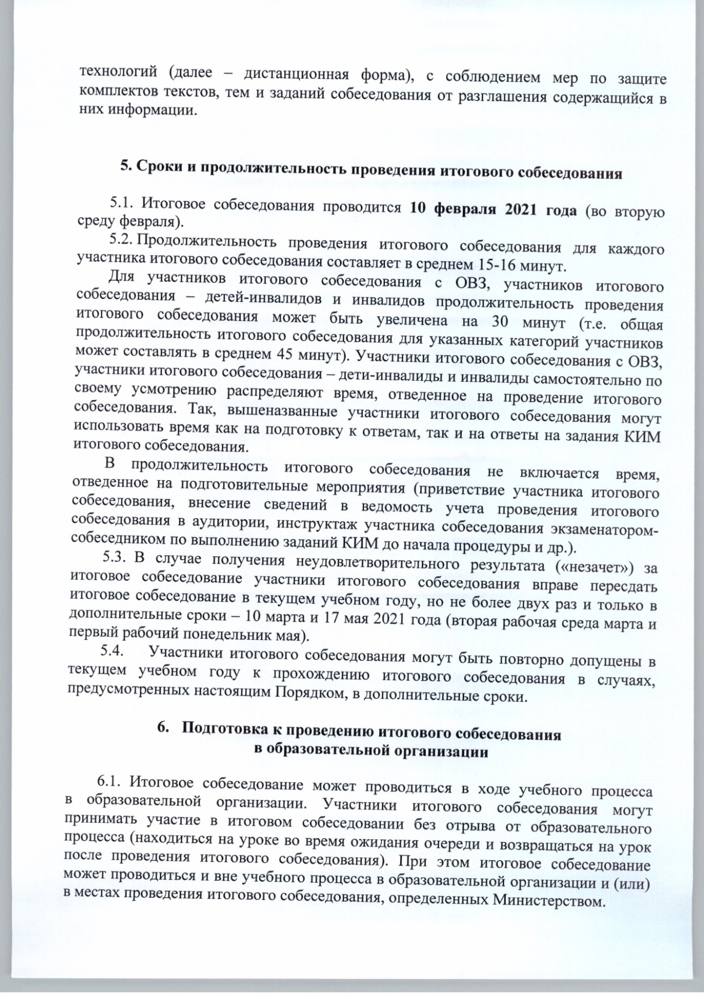 технологий (далее – дистанционная форма), с соблюдением мер по защите
комплектов текстов, тем и заданий собеседования от разглашения содержащийся в
них информации.
5. Сроки и продолжительность проведения итогового собеседования
5.1. Итоговое собеседования проводится 10 февраля 2021 года (во вторую
среду февраля).
5.2. Продолжительность проведения итогового собеседования для каждого
участника итогового собеседования составляет в среднем 15-16 минут.
Для участников итогового собеседования с ОВЗ, участников итогового
собеседования – детей-инвалидов и инвалидов продолжительность проведения
итогового собеседования может быть увеличена на 30 минут (т.е. общая
продолжительность итогового собеседования для указанных категорий участников
может составлять в среднем 45 минут). Участники итогового собеседования с ОВЗ,
участники итогового собеседования – дети-инвалиды и инвалиды самостоятельно по
своему усмотрению распределяют время, отведенное на проведение итогового
собеседования. Так, вышеназванные участники итогового собеседования могут
использовать время как на подготовку к ответам, так и на ответы на задания КИМ
итогового собеседования.
В продолжительность итогового собеседования не включается время,
отведенное на подготовительные мероприятия (приветствие участника итогового
собеседования, внесение сведений в ведомость учета проведения итогового
собеседования в аудитории, инструктаж участника собеседования экзаменатором-
собеседником по выполнению заданий КИМ до начала процедуры и др.).
5.3. В случае получения неудовлетворительного результата («незачет») за
итоговое собеседование участники итогового собеседования вправе пересдать
итоговое собеседование в текущем учебном году, но не более двух раз и только в
дополнительные сроки – 10 марта и 17 мая 2021 года (вторая рабочая среда марта и
первый рабочий понедельник мая).
5.4. Участники итогового собеседования могут быть повторно допущены в
текущем учебном году к прохождению итогового собеседования в случаях,
предусмотренных настоящим Порядком, в дополнительные сроки.
6. Подготовка к проведению итогового собеседования
в образовательной организации
6.1. Итоговое собеседование может проводиться в ходе учебного процесса
в образовательной организации. Участники итогового собеседования могут
принимать участие в итоговом собеседовании без отрыва от образовательного
процесса (находиться на уроке во время ожидания очереди и возвращаться на урок
после проведения итогового собеседования). При этом итоговое собеседование
может проводиться и вне учебного процесса в образовательной организации и (или)
в местах проведения итогового собеседования, определенных Министерством.